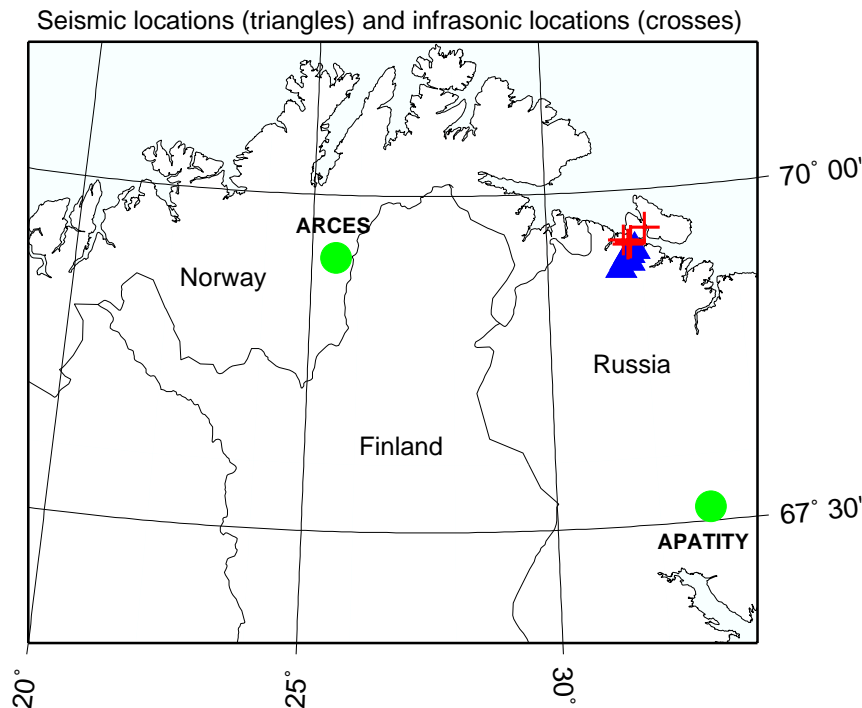 Seismic locations (triangles) and infrasonic locations (crosses)
70° 00'
ARCES
Norway
Russia
Finland
67° 30'
APATITY
20°
25°
30°